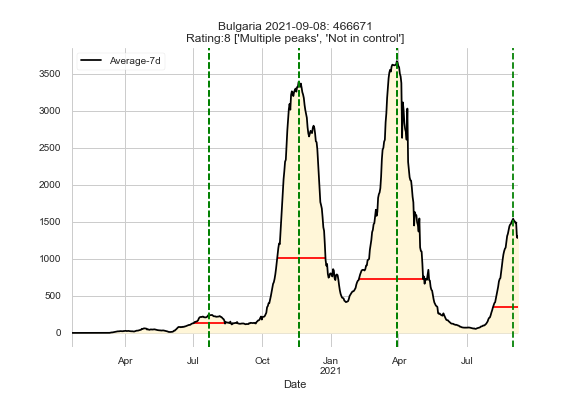 Bulgaria 2021-09-08: 466671
Rating:8 ['Multiple peaks', 'Not in control']
Average-7d
3500
3000
2500
2000
1500
1000
500
0
Apr Jul Oct Jan Apr Jul
2021
Date